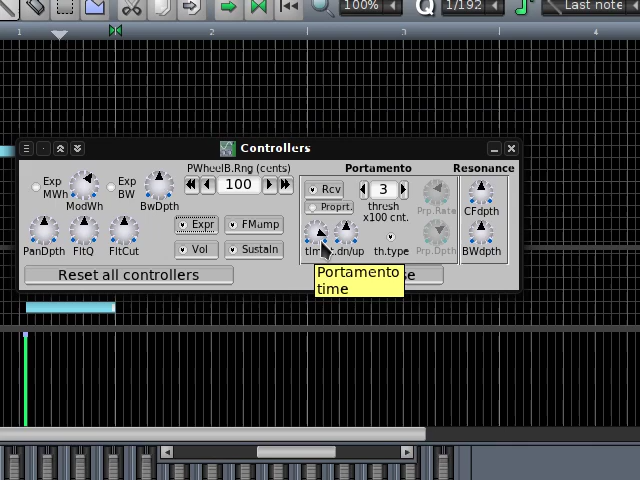 100%
Q
1/192
Last note
1
2
3
4
Controllers
PWheelB.Rng (cents)
Portamento
Resonance
Exp
MWh
ModWh
Exp
BW
BwDpth
100
Rcv
3
Proprt.
thresh
x100 cnt.
Prp.Rate
CFdpth
PanDpth
FltQ
FltCut
Expr
FMamp
Vol
Sustain
t.dn/up
th.type
Prp.Dpth
BWdpth
Reset all controllers
Portamento
time